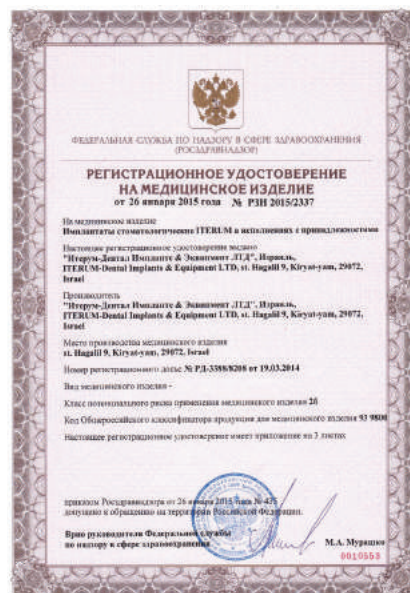 ФЕДЕРАЛЬНАЯ СЛУЖБА ПО НАДЗОРУ В СФЕРЕ ЗДРАВООХРАНЕНИЯ
(РОСЗДРАВНАДЗОР)
РЕГИСТРАЦИОННОЕ УДОСТОВЕРЕНИЕ
НА МЕДИЦИНСКОЕ ИЗДЕЛИЕ
от 26 января 2015 года № РЗН 2015/2337
На медицинское изделие
Имплантаты стоматологические ITERUM в исполнениях с принадлежностями
Настоящее регистрационное удостоверение выдано
"Итерум-Дентал Имплантс & Эквипмент ЛТД", Израиль,
ITERUM-Dental Implants & Equipment LTD, st. Hagalil 9, Kiryat-yam, 29072,
Israel
Производитель
"Итерум-Дентал Имплантс & Эквипмент ЛТД", Израиль,
ITERUM-Dental Implants & Equipment LTD, st. Hagalil 9, Kiryat-yam, 29072,
Israel
Место производства медицинского изделия
st. Hagalil 9, Kiryat-yam, 29072, Israel
Номер регистрационного досье № РД-3388/8208 от 19.03.2014
Вид медицинского изделия -
Класс потенциального риска применения медицинского изделия 2б
Код Общероссийского классификатора продукции для медицинского изделия 93 9800
Настоящее регистрационное удостоверение имеет приложение на 3 листах
приказом Росздравнадзора от 26 января 2015 года № 435
допущено к обращению на территории Российской Федерации.
Врио руководителя Федеральной службы
по надзору в сфере здравоохранения
М.А. Мурашко
0010553